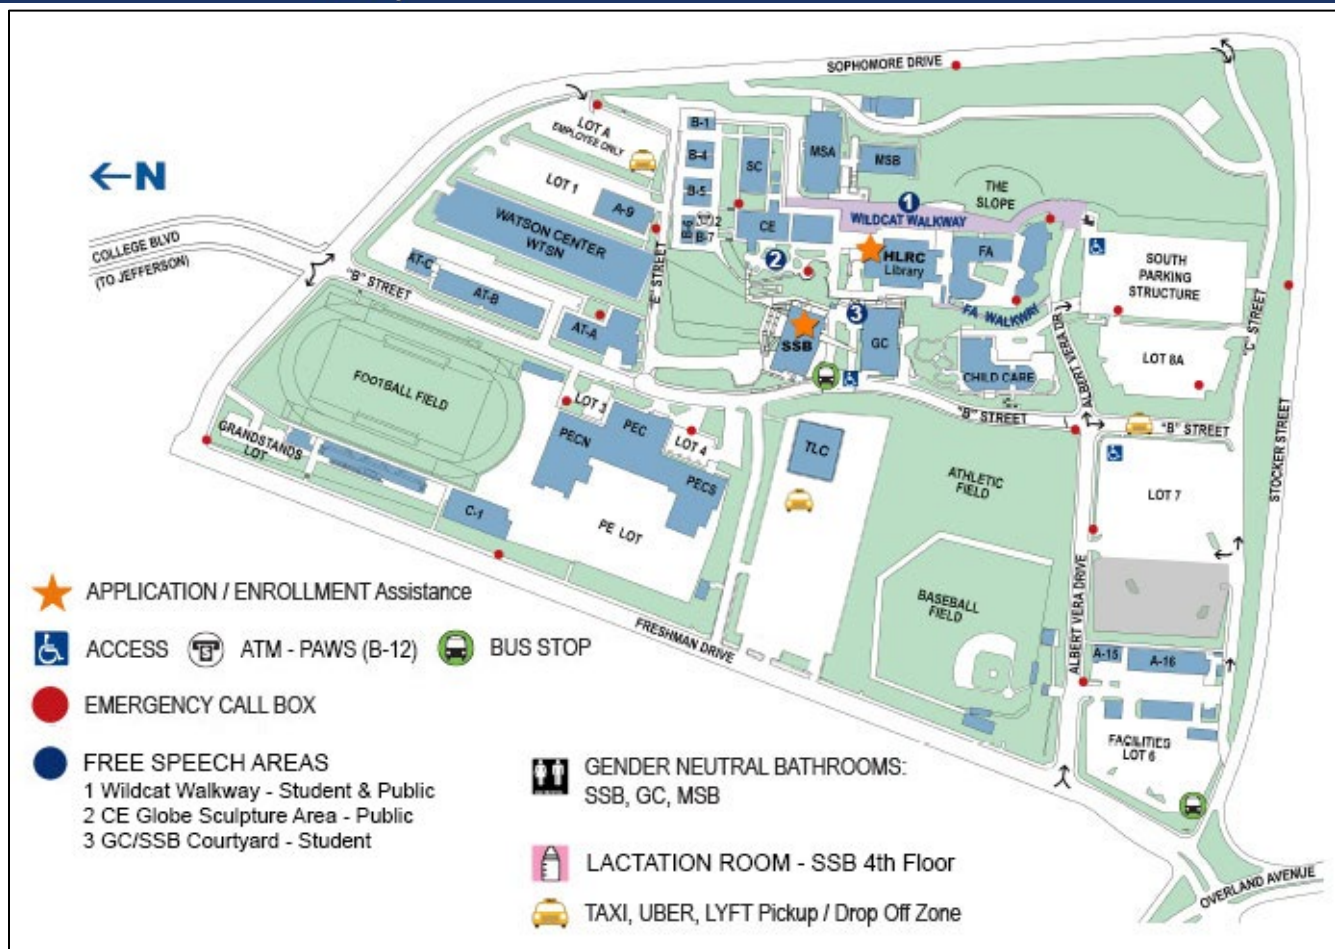 SOPHOMORE DRIVE
LOT A
EMPLOYEE ONLY
B-1
MSA
B-4
SC
MSB
←N
LOT 1
B-5
THE
SLOPE
1
A-9
WILDCAT WALKWAY
WATSON CENTER
WTSN
B-6
B-7
CE
COLLEGE BLVD
(TO JEFFERSON)
2
HLRC
Library
FA
SOUTH
PARKING
STRUCTURE
AT-C
"B" STREET
AT-B
"E" STREET
3
FA WALKWAY
AT-A
SSB
GC
ALBERT VERA DR
"C" STREET
LOT 8A
CHILD CARE
FOOTBALL FIELD
LOT 3
"B" STREET
"B" STREET
GRANDSTANDS
LOT
PECN
PEC
LOT 4
TLC
STOCKER STREET
PECS
ATHLETIC
FIELD
LOT 7
C-1
PE LOT
BASEBALL
FIELD
FRESHMAN DRIVE
ALBERT VERA DRIVE
A-15
A-16
FACILITIES
LOT 6
OVERLAND AVENUE
APPLICATION / ENROLLMENT Assistance
ACCESS
$
ATM - PAWS (B-12)
BUS STOP
EMERGENCY CALL BOX
FREE SPEECH AREAS
1 Wildcat Walkway - Student & Public
2 CE Globe Sculpture Area - Public
3 GC/SSB Courtyard - Student
GENDER NEUTRAL BATHROOMS:
SSB, GC, MSB
LACTATION ROOM - SSB 4th Floor
TAXI, UBER, LYFT Pickup / Drop Off Zone